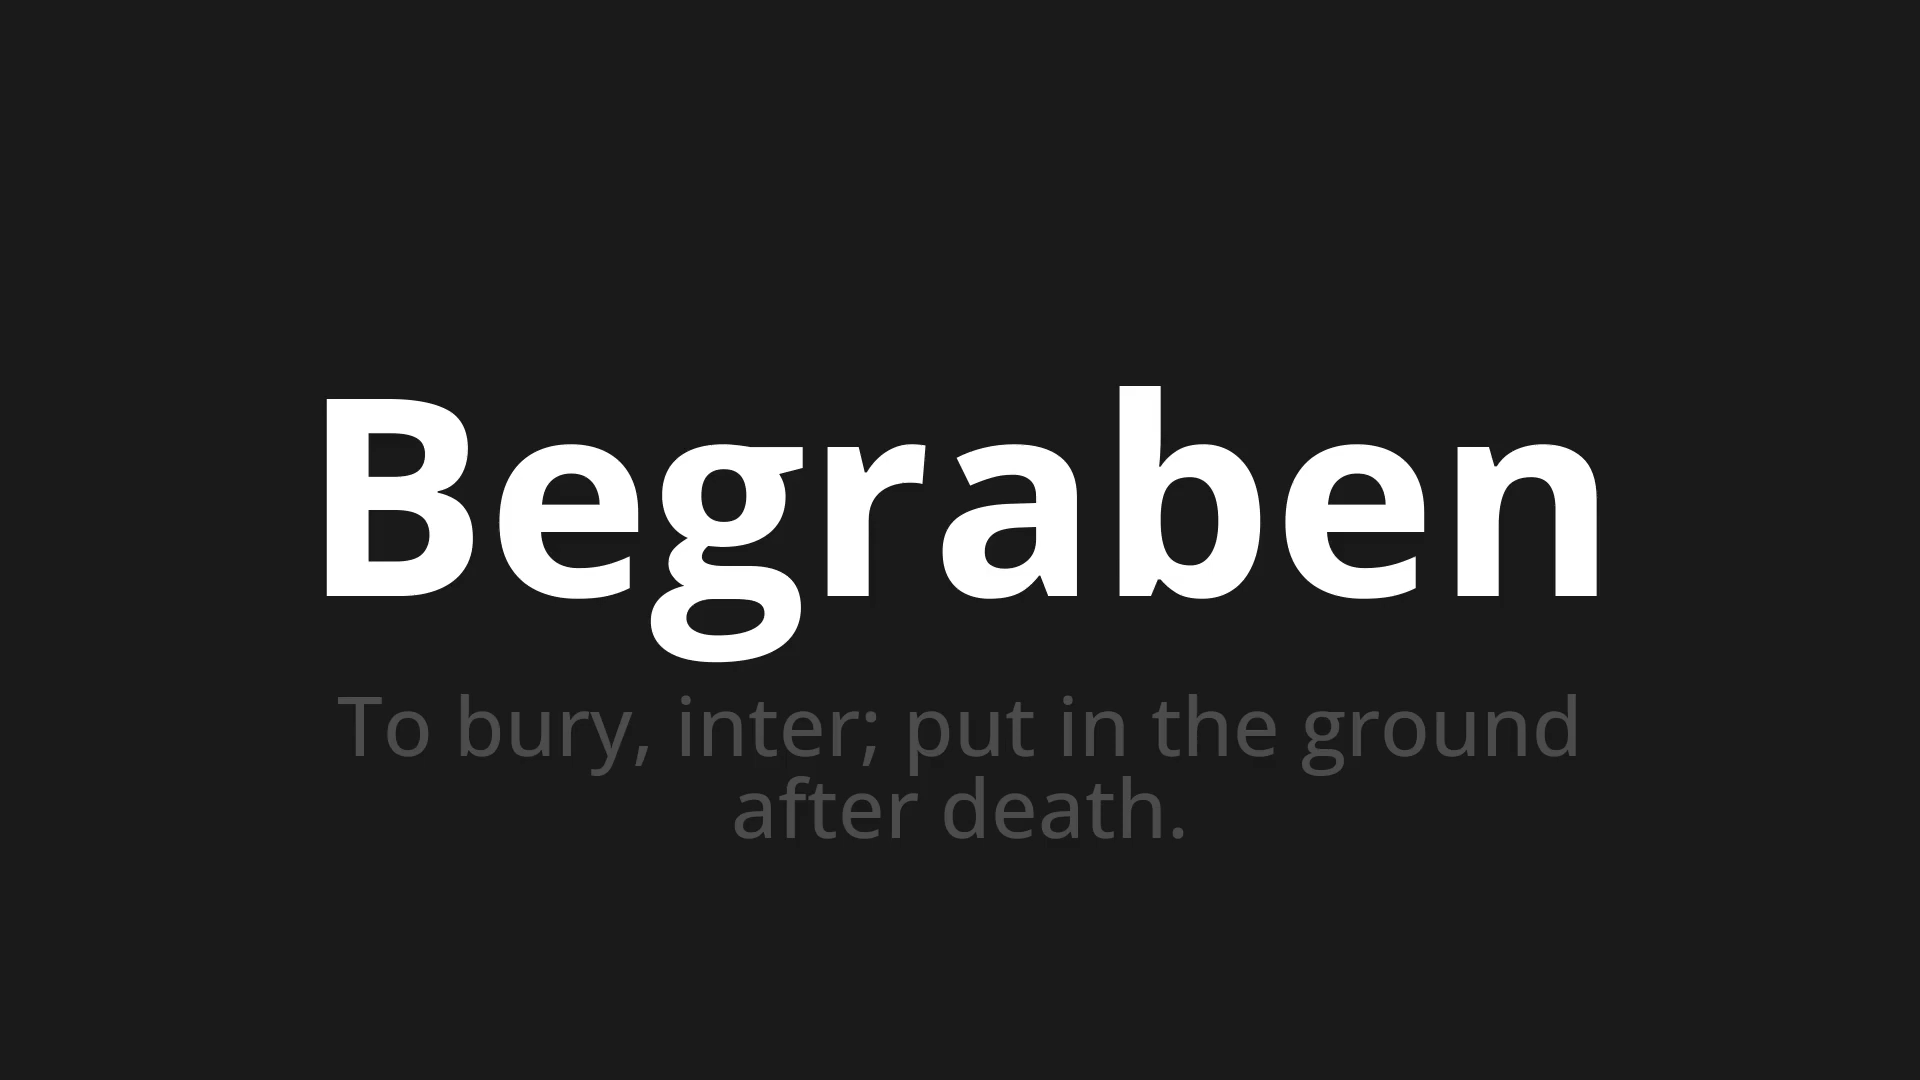 Begraben
To bury, inter; put in the ground
after death.